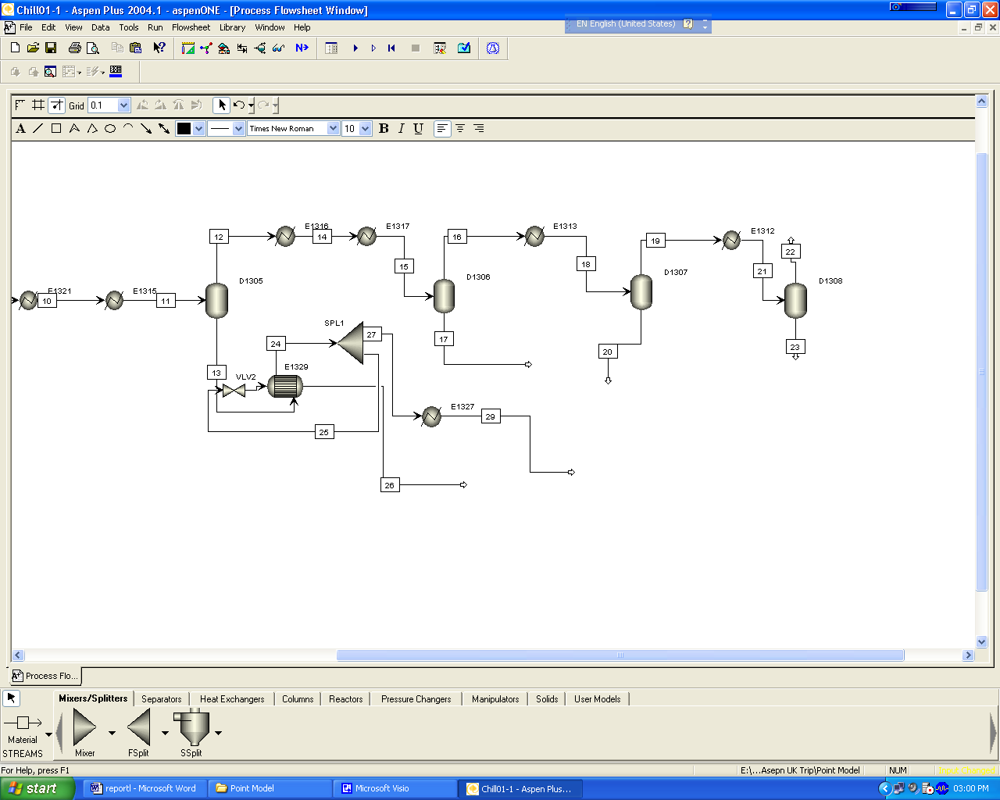 Chill01-1 - Aspen Plus 2004.1 - aspenONE - [Process Flowsheet Window]
File Edit View Data Tools Run Flowsheet Library Window Help
EN English (United States)
N
Grid 0.1
A Times New Roman 10 B I U
12 E1316 14 E1317 16 E1313 19 E1312
22
15 18 21
D1305 D1306 D1307 D1308
E1321 10 E1315 11
SPL1 27 17 23
24 20
13 VLV2 E1329
E1327 29
25
26
Process Flo...
Mixers/Splitters Separators Heat Exchangers Columns Reactors Pressure Changers Manipulators Solids User Models
Material
STREAMS Mixer FSplit SSplit
For Help, press F1 E:\...Asepn UK Trip\Point Model NUM Input Changed
start reportl - Microsoft Word Point Model Microsoft Visio Chill01-1 - Aspen Plus... 03:00 PM